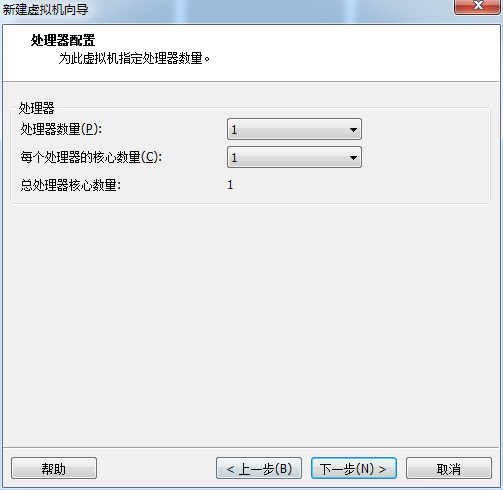 新建虚拟机向导
处理器配置
为此虚拟机指定处理器数量。
处理器
处理器数量(P): 1
每个处理器的核心数量(C): 1
总处理器核心数量: 1
帮助 < 上一步(B) 下一步(N) > 取消